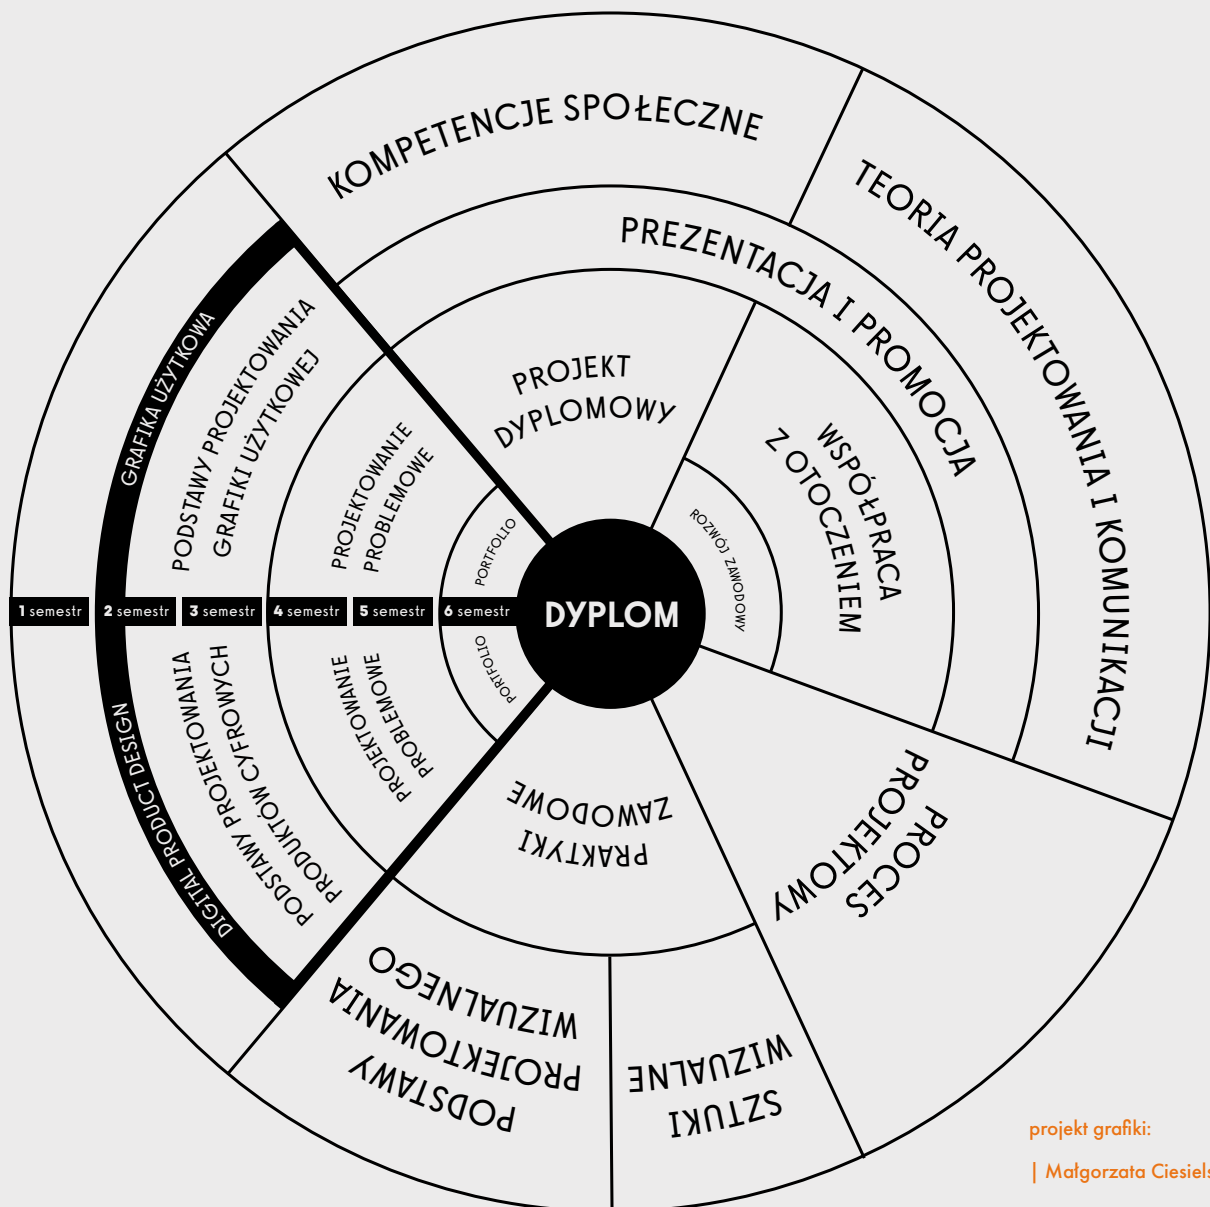 KOMPETENCJE SPOŁECZNE
TEORIA PROJEKTOWANIA I KOMUNIKACJI
PREZENTACJA I PROMOCJA
PROJEKT
DYPLOMOWY
WSPÓŁPRACA
Z OTOCZENIEM
ROZWÓJ ZAWODOWY
GRAFIKA UŻYTKOWA
PODSTAWY PROJEKTOWANIA
GRAFIKI UŻYTKOWEJ
PROJEKTOWANIE
PROBLEMOWE
PORTFOLIO
1 semestr
2 semestr
3 semestr
4 semestr
5 semestr
6 semestr
DYPLOM
DIGITAL PRODUCT DESIGN
PODSTAWY PROJEKTOWANIA
PRODUKTÓW CYFROWYCH
PROJEKTOWANIE
PROBLEMOWE
PORTFOLIO
PRAKTYKI
ZAWODOWE
PROCES
PROJEKTOWY
PODSTAWY
PROJEKTOWANIA
WIZUALNEGO
SZTUKI
WIZUALNE
projekt grafiki:
| Małgorzata Ciesiels